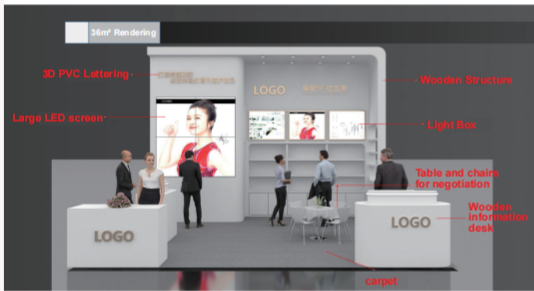 36m² Rendering
3D PVC Lettering
LOGO
Wooden Structure
Large LED screen
Light Box
Table and chairs
for negotiation
Wooden
information
desk
LOGO
LOGO
carpet